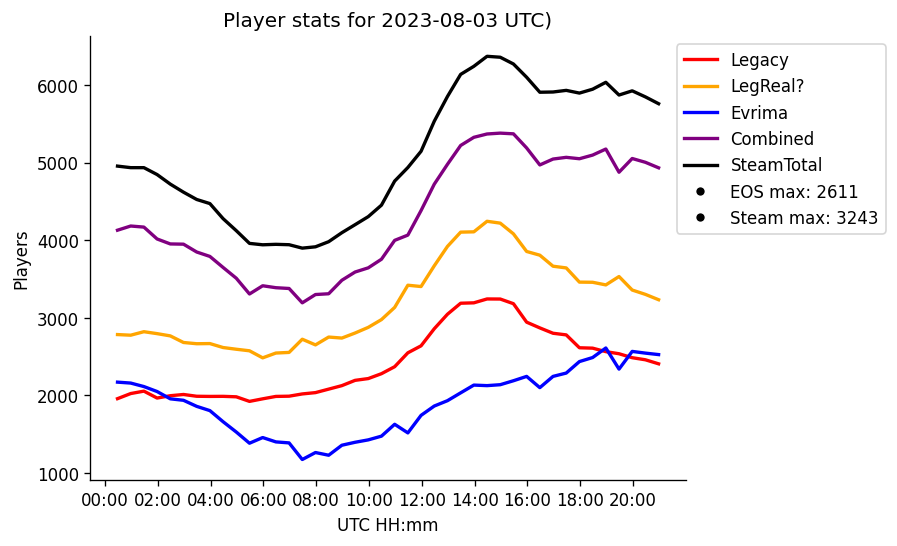 Player stats for 2023-08-03 UTC)
Legacy
LegReal?
Evrima
Combined
SteamTotal
EOS max: 2611
Steam max: 3243
Players
6000
5000
4000
3000
2000
1000
00:00 02:00 04:00 06:00 08:00 10:00 12:00 14:00 16:00 18:00 20:00
UTC HH:mm